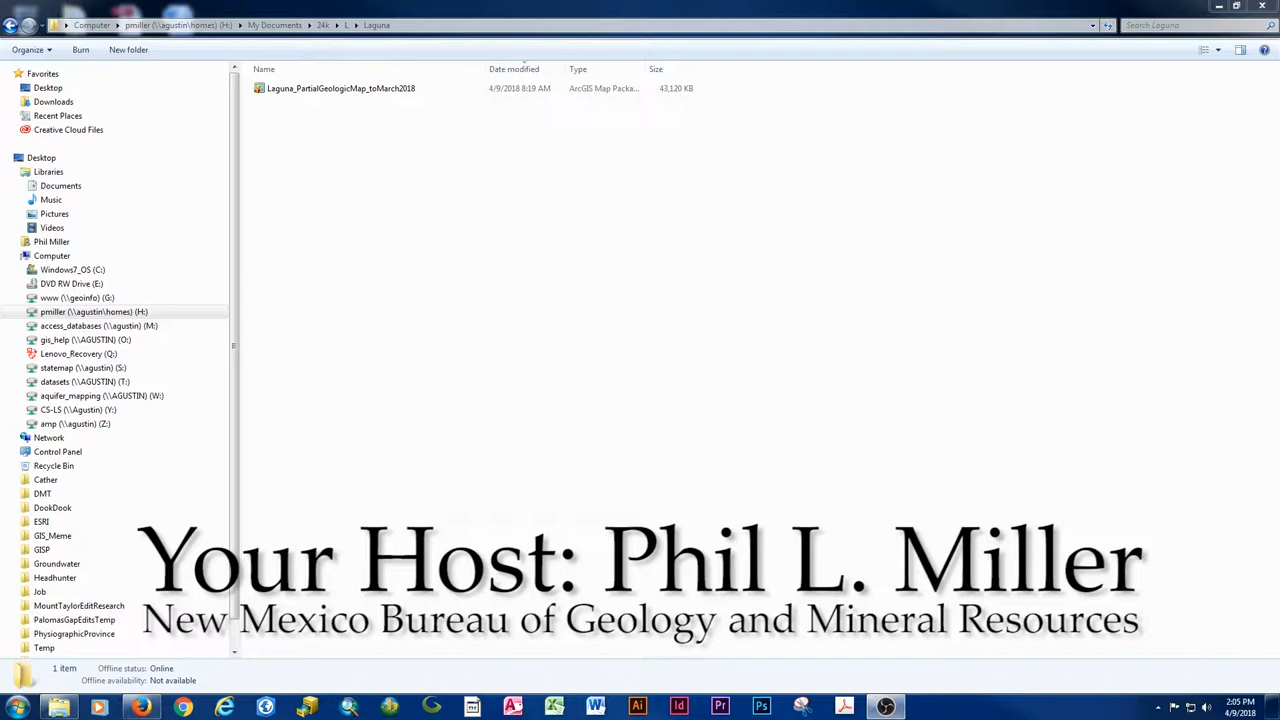 Computer ▸ pmiller (\\agustin\homes) (H:) ▸ My Documents ▸ 24k ▸ L ▸ Laguna
Search Laguna
Organize ▾ Burn New folder
Name Date modified Type Size
Laguna_PartialGeologicMap_toMarch2018 4/9/2018 8:19 AM ArcGIS Map Packa... 43,120 KB
Favorites
Desktop
Downloads
Recent Places
Creative Cloud Files
Desktop
Libraries
Documents
Music
Pictures
Videos
Phil Miller
Computer
Windows7_OS (C:)
DVD RW Drive (E:)
www (\\geoinfo) (G:)
pmiller (\\agustin\homes) (H:)
access_databases (\\agustin) (M:)
gis_help (\\AGUSTIN) (O:)
Lenovo_Recovery (Q:)
statemap (\\agustin) (S:)
datasets (\\AGUSTIN) (T:)
aquifer_mapping (\\AGUSTIN) (W:)
CS-LS (\\Agustin) (Y:)
amp (\\agustin) (Z:)
Network
Control Panel
Recycle Bin
Cather
DMT
DookDook
ESRI
GIS_Meme
GISP
Groundwater
Headhunter
Job
MountTaylorEditResearch
PalomasGapEditsTemp
PhysiographicProvince
Temp
Your Host: Phil L. Miller
New Mexico Bureau of Geology and Mineral Resources
1 item Offline status: Online
Offline availability: Not available
Ai Id Pr Ps
2:05 PM
4/9/2018